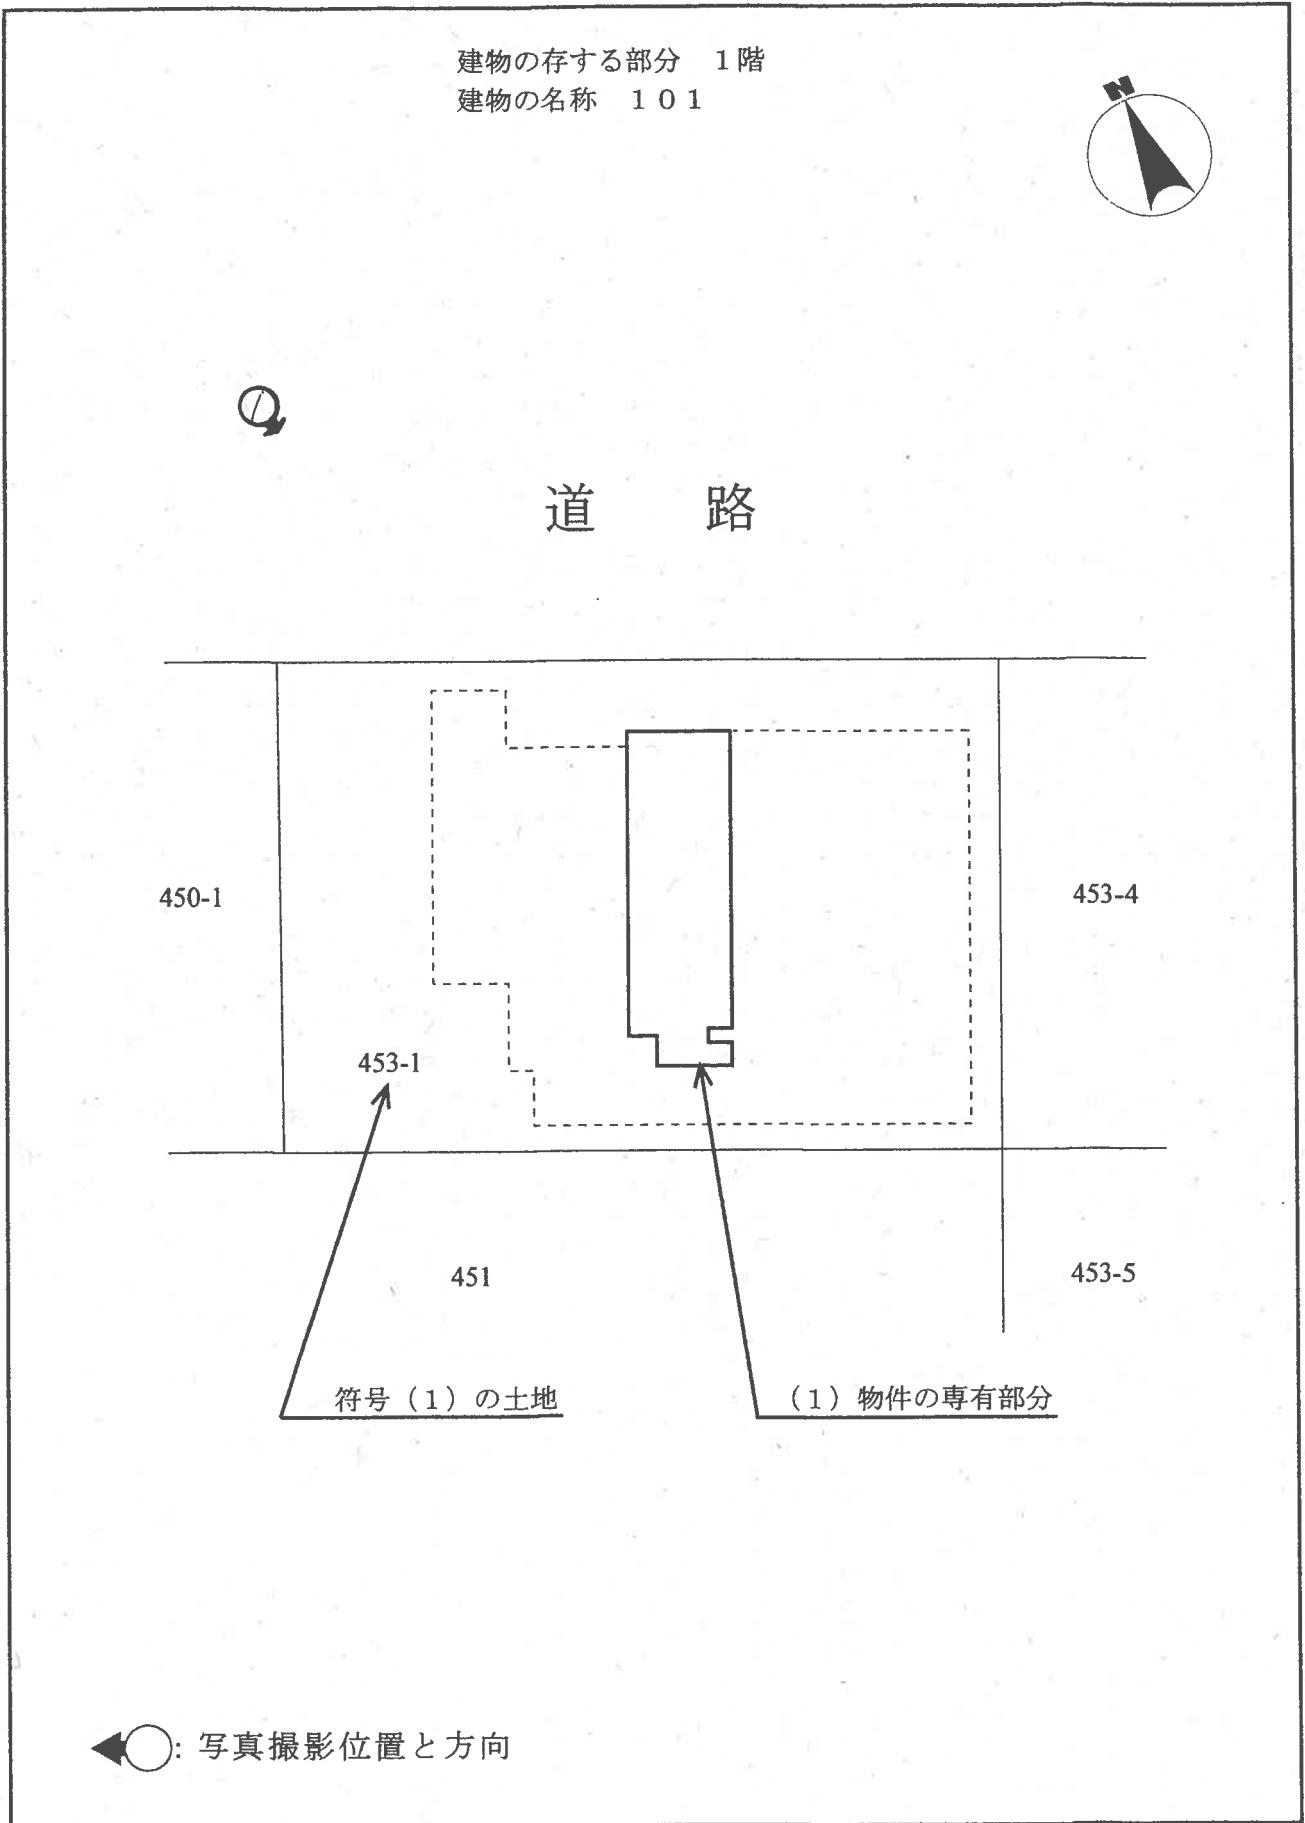 建物の存する部分　１階
建物の名称　１０１
N
道　路
450-1
453-4
453-1
451
453-5
符号（１）の土地
（１）物件の専有部分
：写真撮影位置と方向